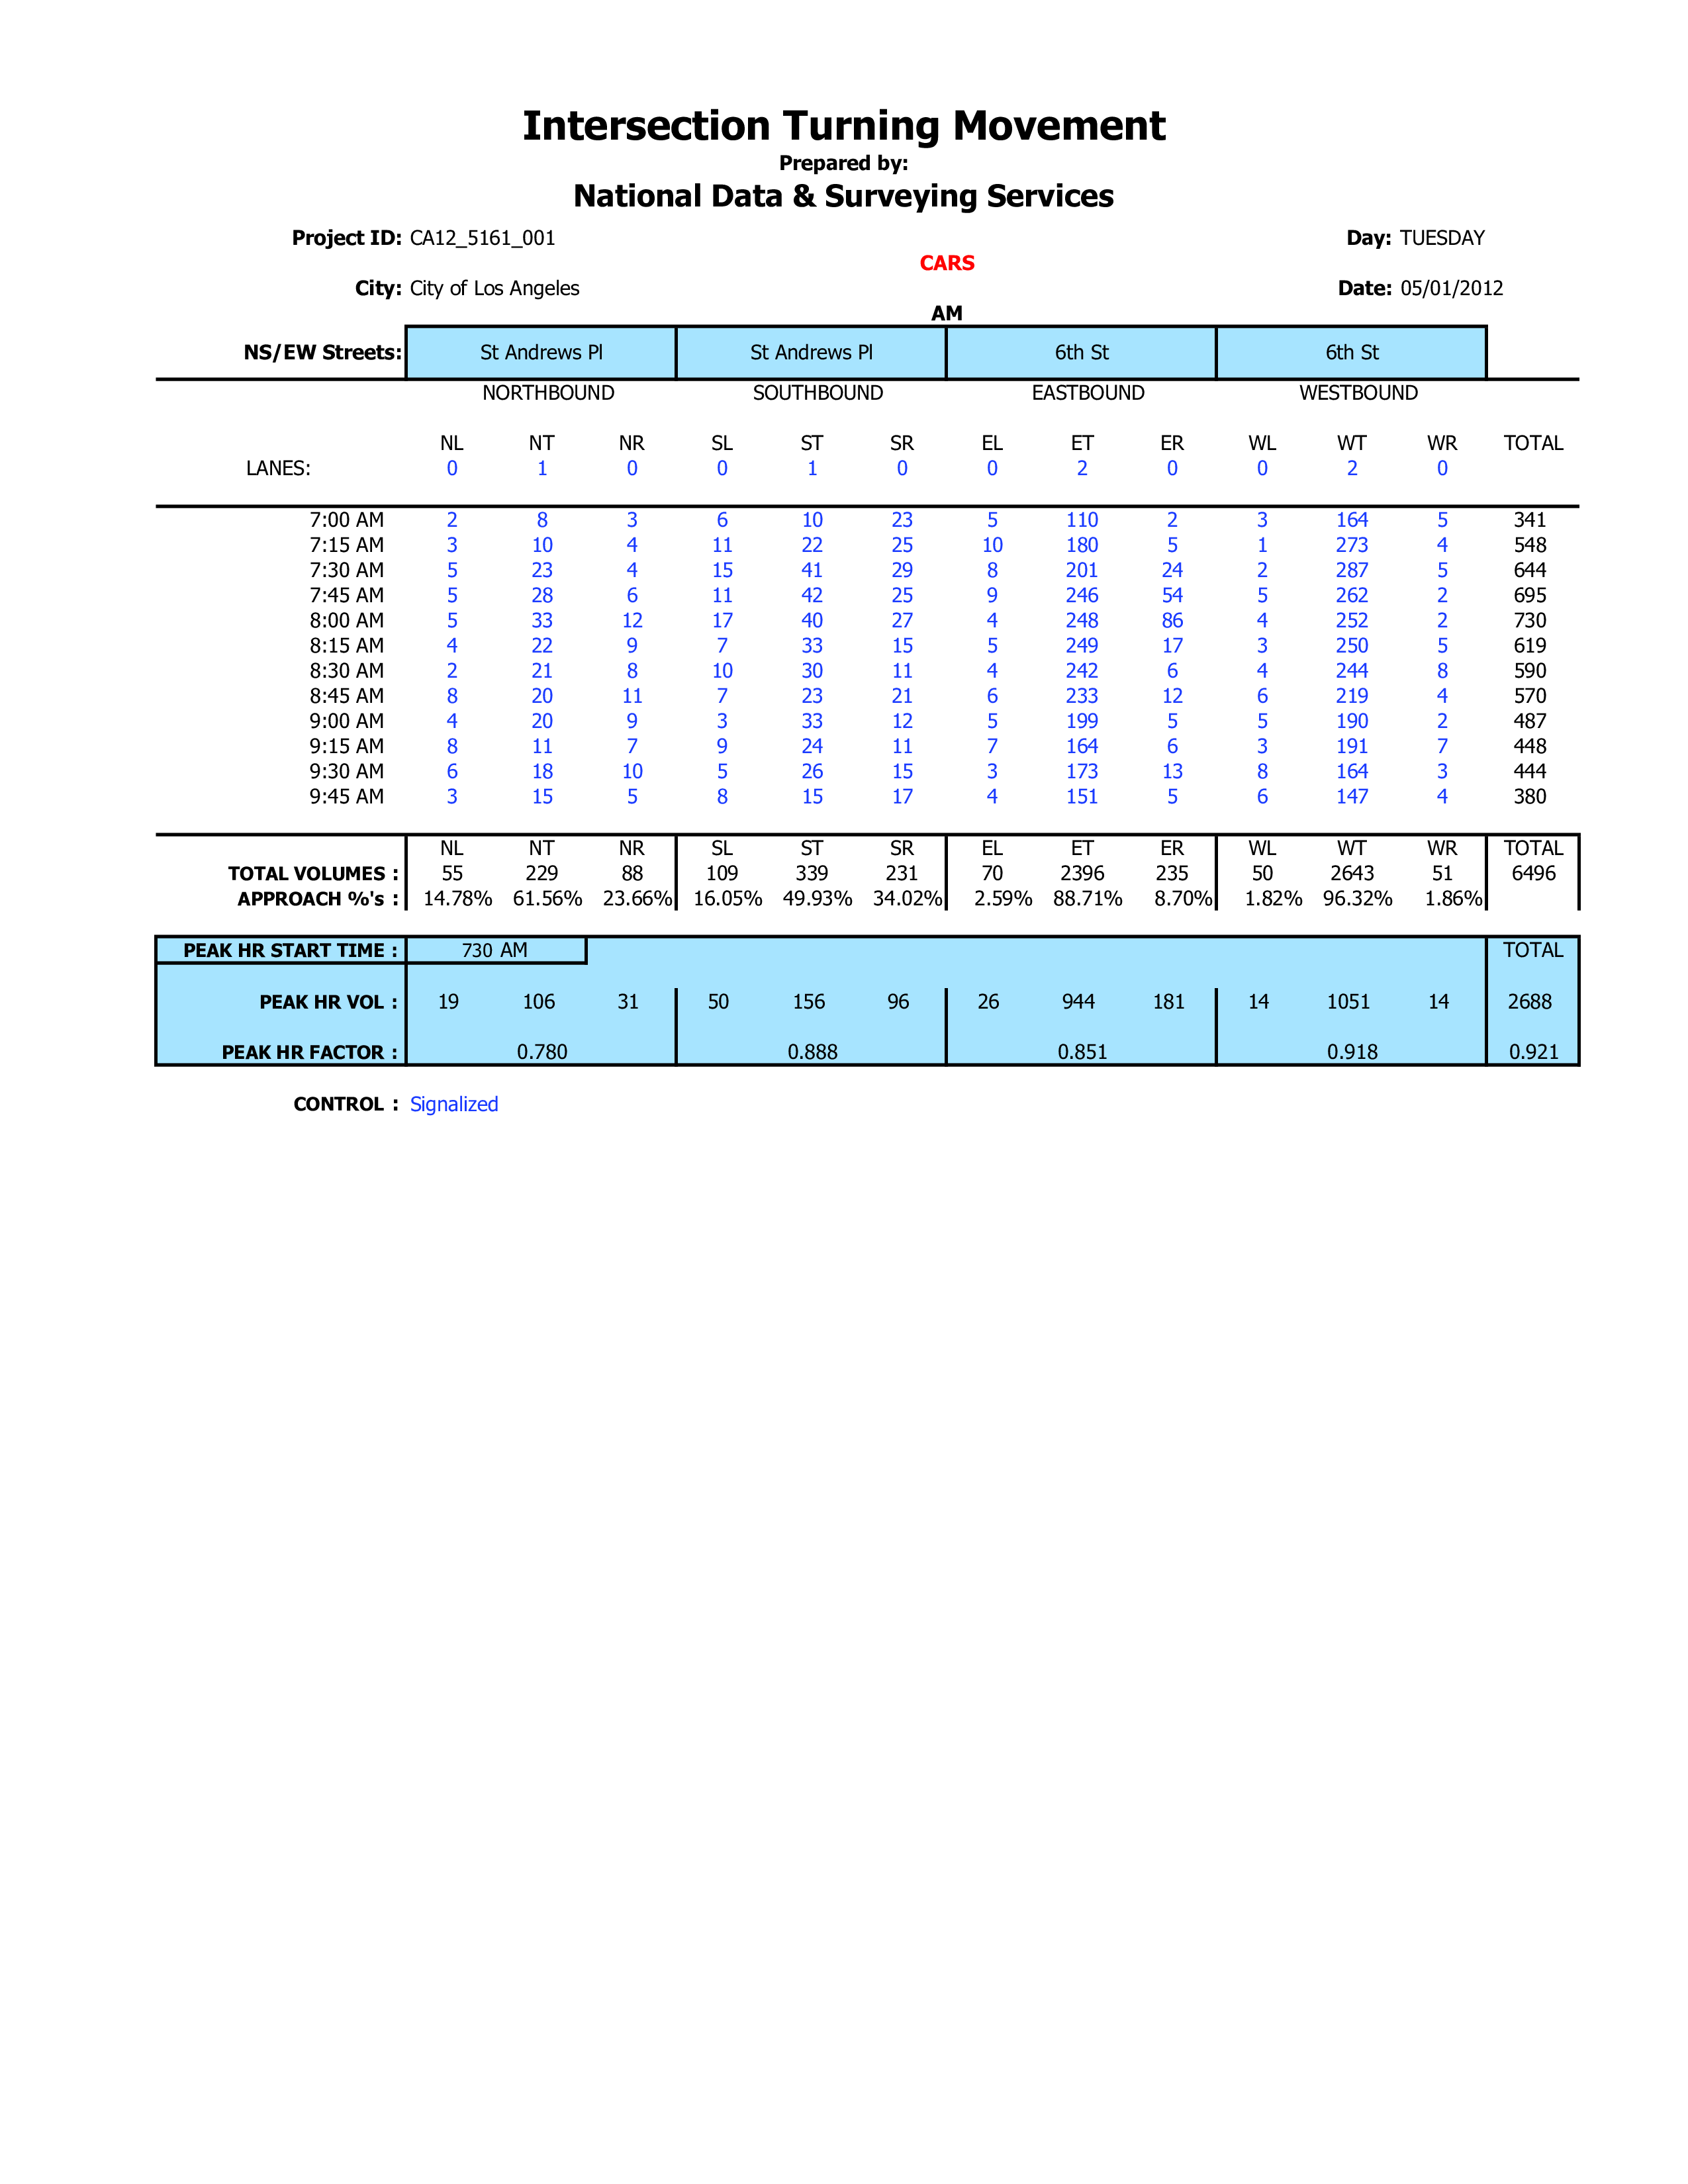 Intersection Turning Movement
Prepared by:
National Data & Surveying Services
Project ID: CA12_5161_001 Day: TUESDAY
CARS
City: City of Los Angeles Date: 05/01/2012
AM
NS/EW Streets: St Andrews Pl St Andrews Pl 6th St 6th St
NORTHBOUND SOUTHBOUND EASTBOUND WESTBOUND
NL NT NR SL ST SR EL ET ER WL WT WR TOTAL
LANES: 0 1 0 0 1 0 0 2 0 0 2 0
7:00 AM 2 8 3 6 10 23 5 110 2 3 164 5 341
7:15 AM 3 10 4 11 22 25 10 180 5 1 273 4 548
7:30 AM 5 23 4 15 41 29 8 201 24 2 287 5 644
7:45 AM 5 28 6 11 42 25 9 246 54 5 262 2 695
8:00 AM 5 33 12 17 40 27 4 248 86 4 252 2 730
8:15 AM 4 22 9 7 33 15 5 249 17 3 250 5 619
8:30 AM 2 21 8 10 30 11 4 242 6 4 244 8 590
8:45 AM 8 20 11 7 23 21 6 233 12 6 219 4 570
9:00 AM 4 20 9 3 33 12 5 199 5 5 190 2 487
9:15 AM 8 11 7 9 24 11 7 164 6 3 191 7 448
9:30 AM 6 18 10 5 26 15 3 173 13 8 164 3 444
9:45 AM 3 15 5 8 15 17 4 151 5 6 147 4 380
NL NT NR SL ST SR EL ET ER WL WT WR TOTAL
TOTAL VOLUMES : 55 229 88 109 339 231 70 2396 235 50 2643 51 6496
APPROACH %'s : 14.78% 61.56% 23.66% 16.05% 49.93% 34.02% 2.59% 88.71% 8.70% 1.82% 96.32% 1.86%
PEAK HR START TIME : 730 AM TOTAL
PEAK HR VOL : 19 106 31 50 156 96 26 944 181 14 1051 14 2688
PEAK HR FACTOR : 0.780 0.888 0.851 0.918 0.921
CONTROL : Signalized